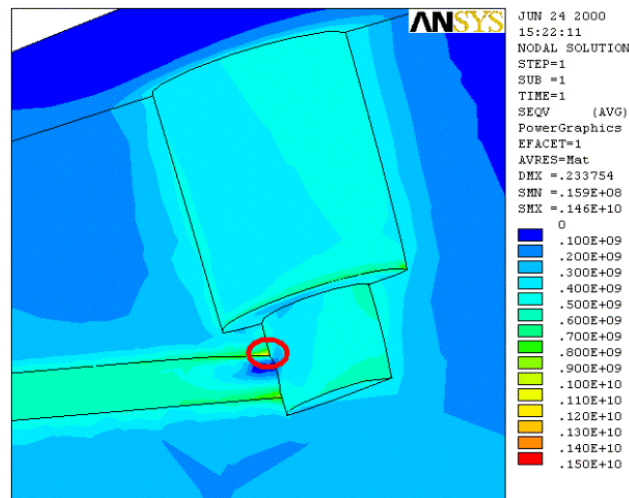 ANSYS
JUN 24 2000
15:22:11
NODAL SOLUTION
STEP=1
SUB =1
TIME=1
SEQV (AVG)
PowerGraphics
EFACET=1
AVRES=Mat
DMX =.233754
SMN =.159E+08
SMX =.146E+10
0
.100E+09
.200E+09
.300E+09
.400E+09
.500E+09
.600E+09
.700E+09
.800E+09
.900E+09
.100E+10
.110E+10
.120E+10
.130E+10
.140E+10
.150E+10